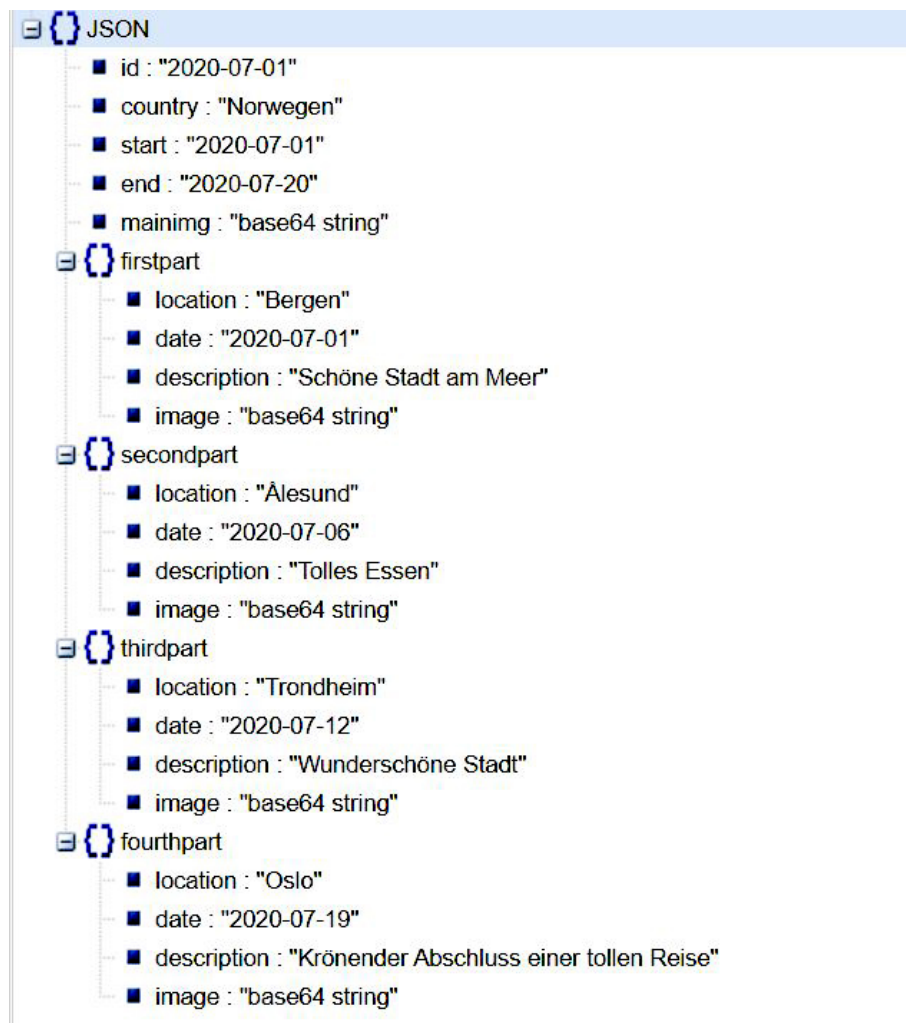 JSON
id : "2020-07-01"
country : "Norwegen"
start : "2020-07-01"
end : "2020-07-20"
mainimg : "base64 string"
firstpart
location : "Bergen"
date : "2020-07-01"
description : "Schöne Stadt am Meer"
image : "base64 string"
secondpart
location : "Ålesund"
date : "2020-07-06"
description : "Tolles Essen"
image : "base64 string"
thirdpart
location : "Trondheim"
date : "2020-07-12"
description : "Wunderschöne Stadt"
image : "base64 string"
fourthpart
location : "Oslo"
date : "2020-07-19"
description : "Krönender Abschluss einer tollen Reise"
image : "base64 string"